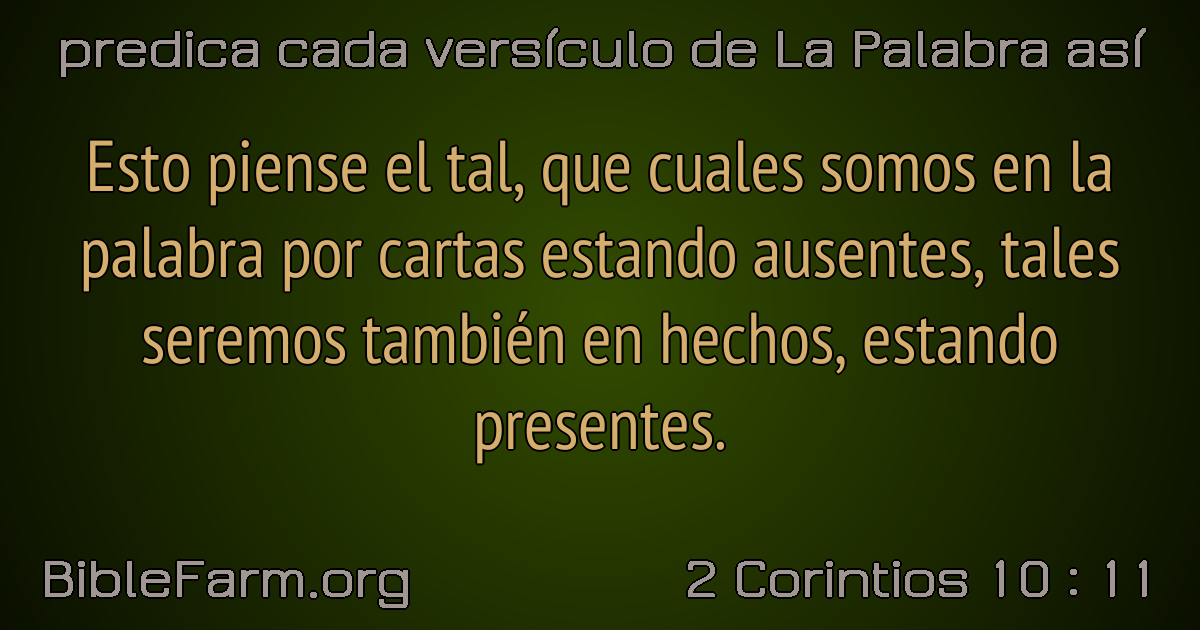 predica cada versículo de La Palabra así
Esto piense el tal, que cuales somos en la
palabra por cartas estando ausentes, tales
seremos también en hechos, estando
presentes.
BibleFarm.org
2 Corintios 10 : 11